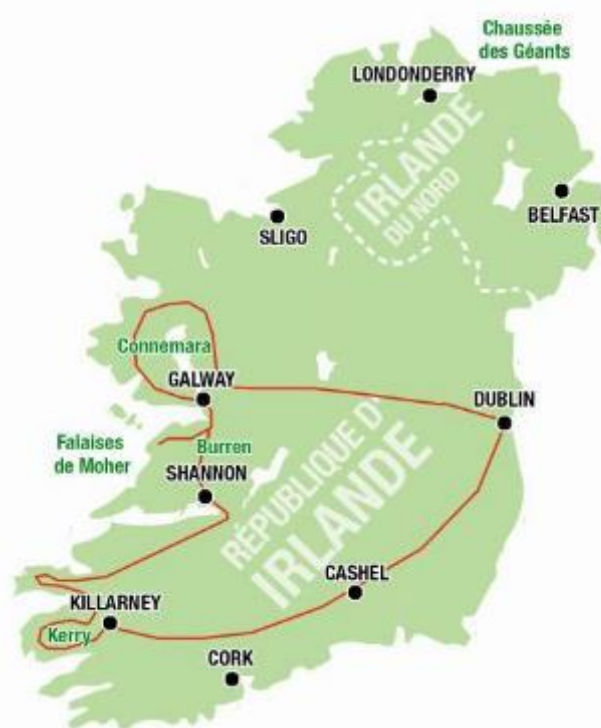 Chaussée
des Géants
LONDONDERRY
IRLANDE
DU NORD
BELFAST
SLIGO
Connemara
GALWAY
DUBLIN
Falaises
de Moher
Burren
SHANNON
RÉPUBLIQUE D'
IRLANDE
CASHEL
KILLARNEY
Kerry
CORK